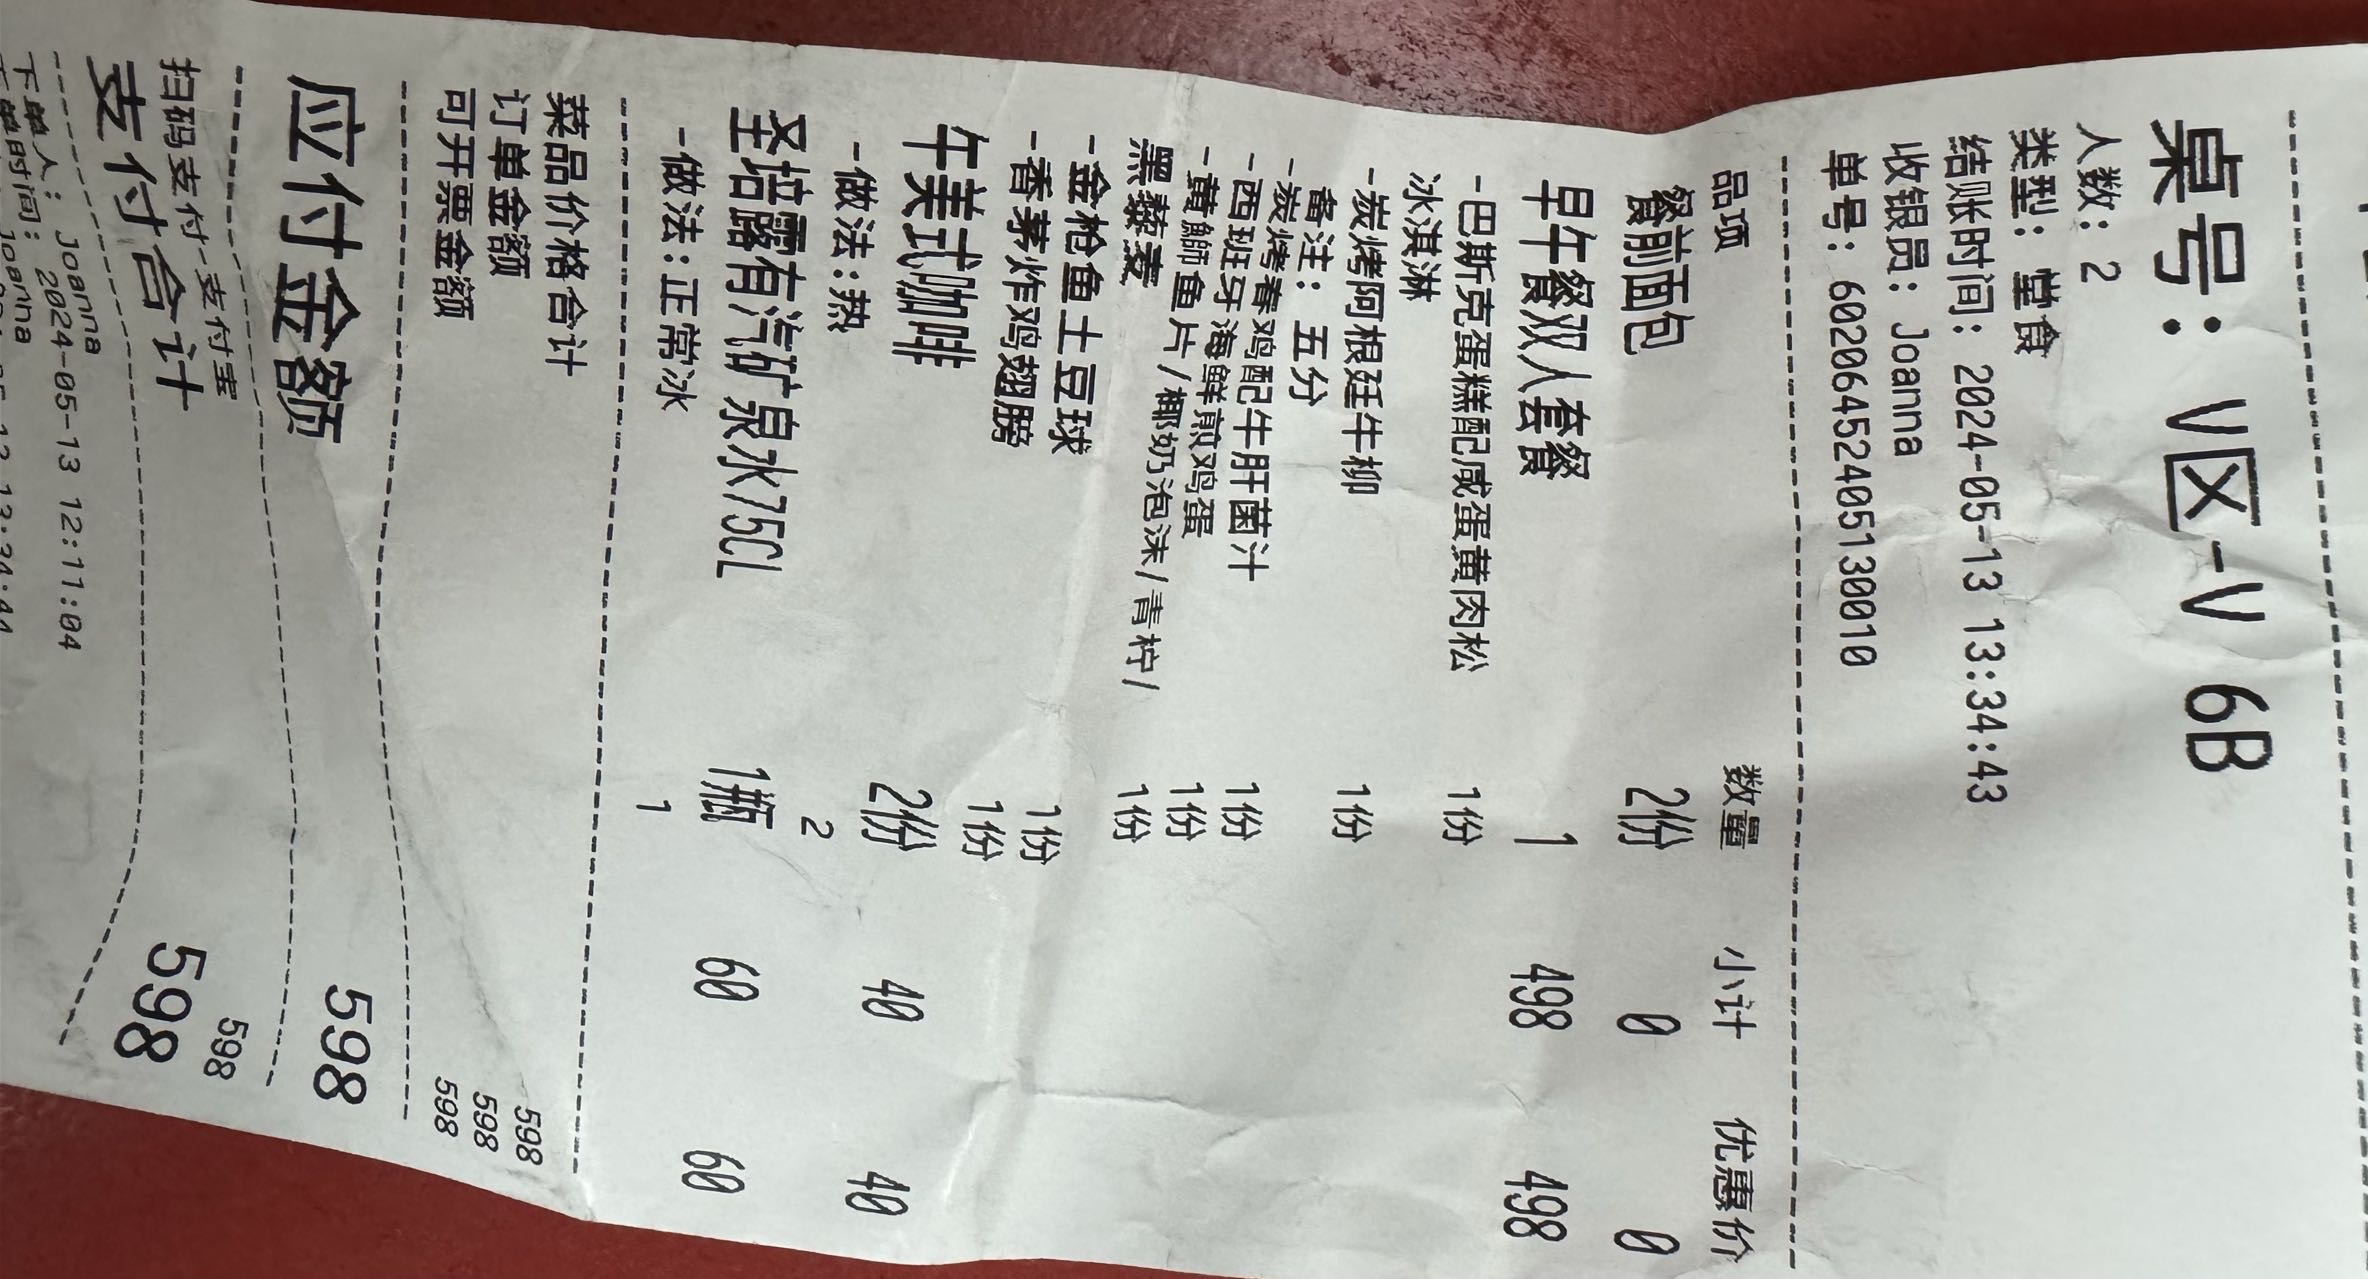 桌号: V区-V 6B
人数: 2
类型: 堂食
结账时间: 2024-05-13 13:34:43
收银员: Joanna
单号: 602064524051300010
品项 数量 小计 优惠价
餐前面包 2份 0 0
早午餐双人套餐 1 498 498
-巴斯克蛋糕配咸蛋黄肉松 1份
冰淇淋
-炭烤阿根廷牛柳 1份
备注: 五分
-炭烤春鸡配牛肝菌汁 1份
-西班牙海鲜煎鸡蛋 1份
-黄鰤鱼片/椰奶泡沫/青柠/ 1份
黑藜麦
-金枪鱼土豆球 1份
-香茅炸鸡翅膀 1份
午美式咖啡 2份 40 40
-做法:热 2
圣培露有汽矿泉水75CL 1瓶 60 60
-做法:正常冰 1
菜品价格合计 598
订单金额 598
可开票金额 598
应付金额 598
扫码支付-支付宝 598
支付合计 598
下单人: Joanna
下单时间: 2024-05-13 12:11:04
Joanna